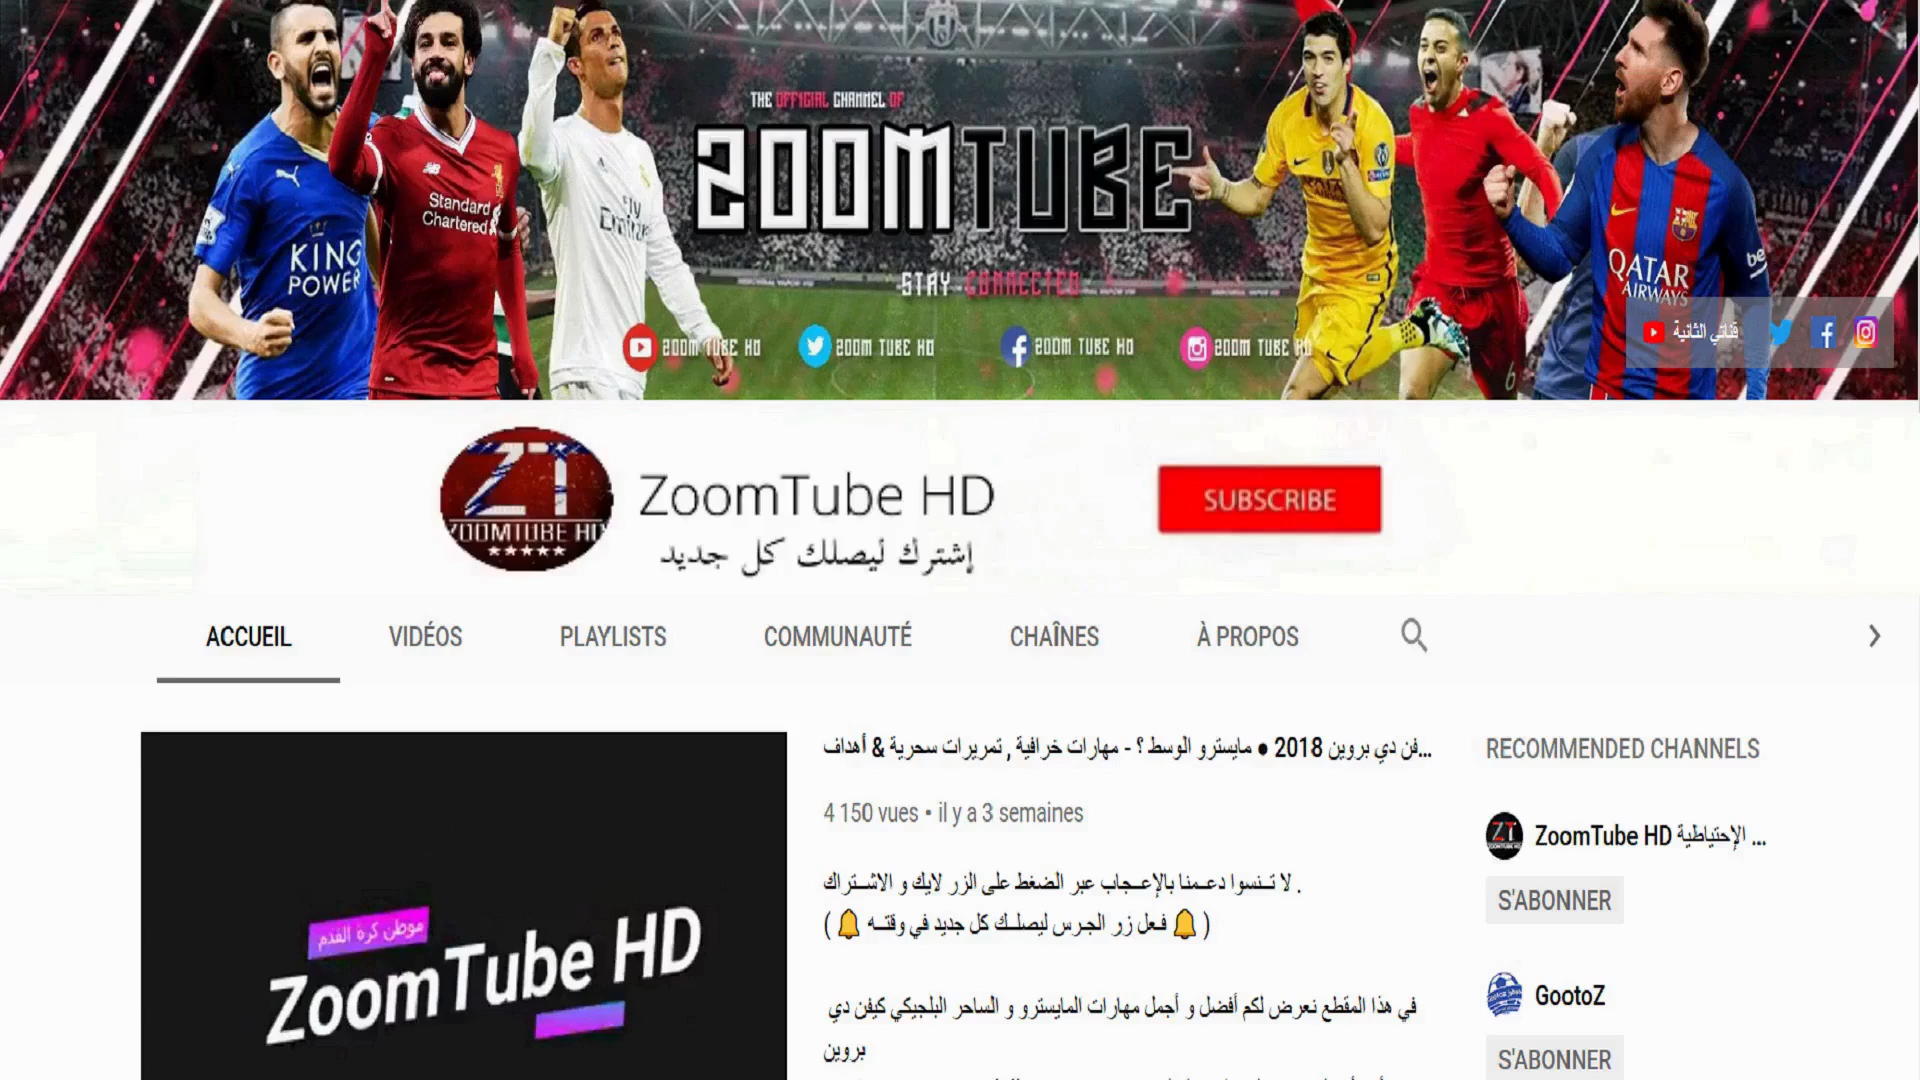 THE OFFICIAL CHANNEL OF
ZOOMTUBE
STAY CONNECTED
ZOOM TUBE HD
ZOOM TUBE HD
ZOOM TUBE HD
ZOOM TUBE HD
قناتي الثانية
KING
POWER
Standard
Chartered
Fly
Emirates
QATAR
AIRWAYS
ZT
ZOOMTUBE HD
ZoomTube HD
إشترك ليصلك كل جديد
SUBSCRIBE
ACCUEIL
VIDÉOS
PLAYLISTS
COMMUNAUTÉ
CHAÎNES
À PROPOS
موطن كرة القدم
ZoomTube HD
فن دي بروين 2018 ● مايسترو الوسط ؟ - مهارات خرافية , تمريرات سحرية & أهداف...
4 150 vues • il y a 3 semaines
لا تـنسوا دعـمنا بالإعـجاب عبر الضغط على الزر لايك و الاشـتراك .
( 🔔 فعل زر الجرس ليصلـك كل جديد في وقتـه 🔔 )
في هذا المقطع نعرض لكم أفضل و أجمل مهارات المايسترو و الساحر البلجيكي كيفن دي
بروين
RECOMMENDED CHANNELS
ZoomTube HD الإحتياطية ...
S'ABONNER
GootoZ
S'ABONNER